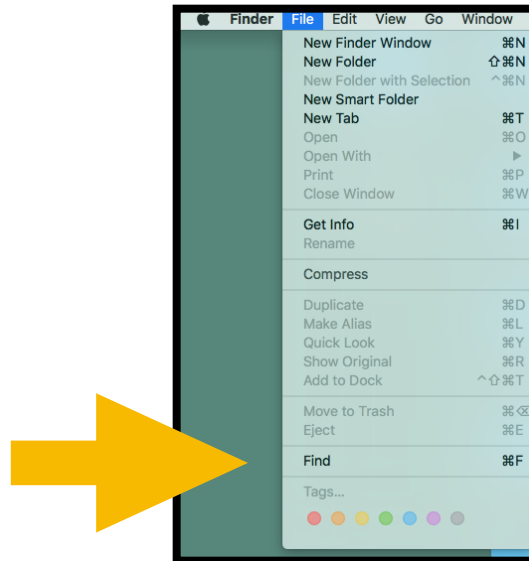 Finder File Edit View Go Window
New Finder Window ⌘N
New Folder ⇧⌘N
New Folder with Selection ^⌘N
New Smart Folder
New Tab ⌘T
Open ⌘O
Open With ▶
Print ⌘P
Close Window ⌘W
Get Info ⌘I
Rename
Compress
Duplicate ⌘D
Make Alias ⌘L
Quick Look ⌘Y
Show Original ⌘R
Add to Dock ^⇧⌘T
Move to Trash ⌘⌫
Eject ⌘E
Find ⌘F
Tags...